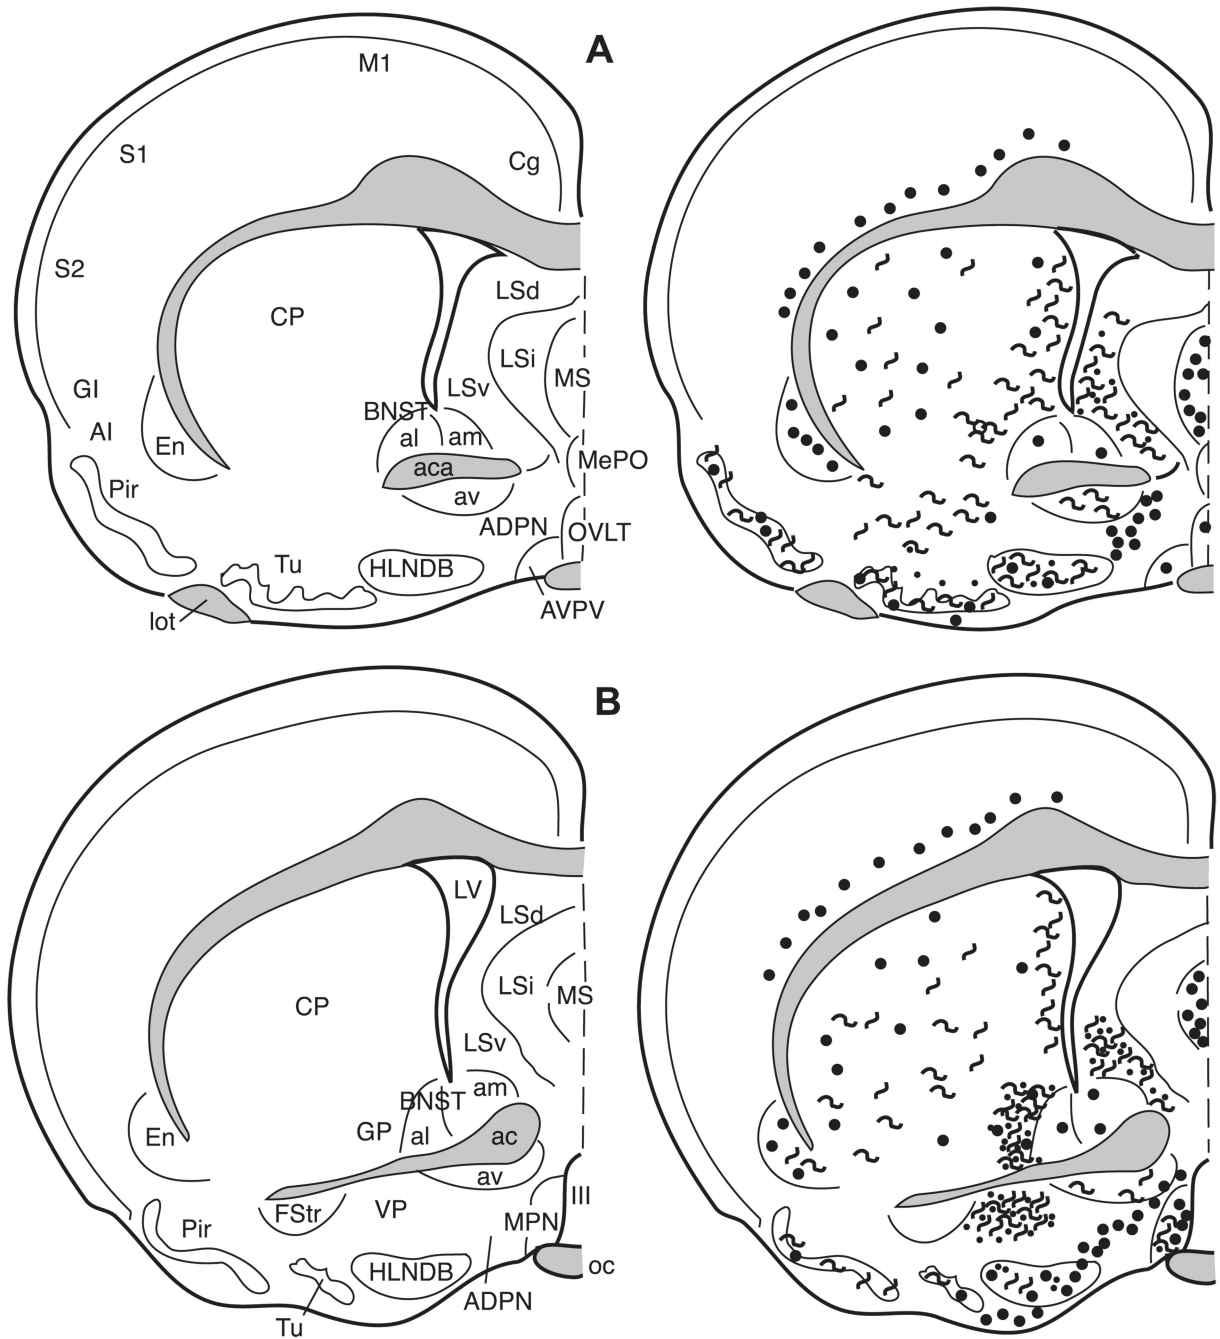 A
M1
S1
Cg
S2
LSd
CP
LSi
MS
GI
LSv
BNST
AI
al
am
En
aca
MePO
Pir
av
ADPN
OVLT
Tu
HLNDB
lot
AVPV
B
LV
LSd
LSi
MS
CP
LSv
am
BNST
En
GP
al
ac
av
III
FStr
VP
MPN
Pir
HLNDB
oc
ADPN
Tu